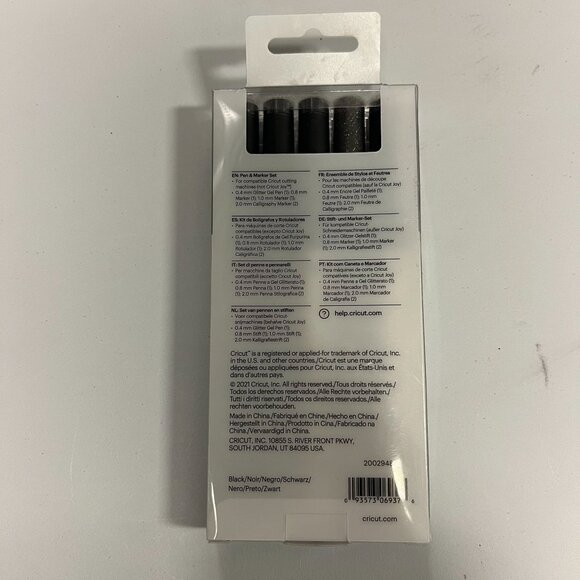 EN: Pen & Marker Set
• For compatible Cricut cutting
machines (not Cricut Joy™)
• 0.4 mm Glitter Gel Pen (1); 0.8 mm
Marker (1); 1.0 mm Marker (1);
2.0 mm Calligraphy Marker (2)
ES: Kit de Bolígrafos y Rotuladores
• Para máquinas de corte Cricut
compatibles (excepto Cricut Joy)
• 0.4 mm Bolígrafos de Gel Purpurina
(1); 0.8 mm Rotulador (1); 1.0 mm
Rotulador (1); 2.0 mm Rotulador
Caligráfica (2)
IT: Set di penne e pennarelli
• Per macchine da taglio Cricut
compatibili (eccetto Cricut Joy)
• 0.4 mm Penna a Gel Glitterato (1);
0.8 mm Penna (1); 1.0 mm Penna
(1); 2.0 mm Penna Stilografica (2)
NL: Set van pennen en stiften
• Voor compatibele Cricut-
snijmachines (behalve Cricut Joy)
• 0.4 mm Glitter Gel Pen (1);
0.8 mm Stift (1); 1.0 mm Stift (1);
2.0 mm Kalligrafiestift (2)
FR: Ensemble de Stylos et Feutres
• Pour les machines de découpe
Cricut compatibles (sauf la Cricut Joy)
• 0.4 mm Encre Gel Pailleté (1);
0.8 mm Feutre (1); 1.0 mm
Feutre (1); 2.0 mm Feutre de
Calligraphie (2)
DE: Stift- und Marker-Set
• Für kompatible Cricut-
Schneidemaschinen (außer Cricut Joy)
• 0.4 mm Glitzer-Gelstift (1);
0.8 mm Marker (1); 1.0 mm Marker
(1); 2.0 mm Kalligrafiestift (2)
PT: Kit com Caneta e Marcador
• Para máquinas de corte Cricut
compatíveis (exceto a Cricut Joy)
• 0.4 mm Penna a Gel Glitterato (1);
0.8 mm Marcador (1); 1.0 mm
Marcador (1); 2.0 mm Marcador
de Califrafia (2)
? help.cricut.com
Cricut™ is a registered or applied-for trademark of Cricut, Inc.
in the U.S. and other countries./Cricut est une marque
déposées ou appliquées pour Cricut, Inc. aux États-Unis et
dans d'autres pays.
© 2021 Cricut, Inc. All rights reserved./Tous droits réservés./
Todos los derechos reservados./Alle Rechte vorbehalten./
Tutti i diritti riservati./Todos os direitos reservados./Alle
rechten voorbehouden.
Made in China./Fabriqué en Chine./Hecho en China./
Hergestellt in China./Prodotto in Cina./Fabricado na
China./Vervaardigd in China.
CRICUT, INC. 10855 S. RIVER FRONT PKWY,
SOUTH JORDAN, UT 84095 USA.
Black/Noir/Negro/Schwarz/
Nero/Preto/Zwart
0 93573 06937 6
cricut.com